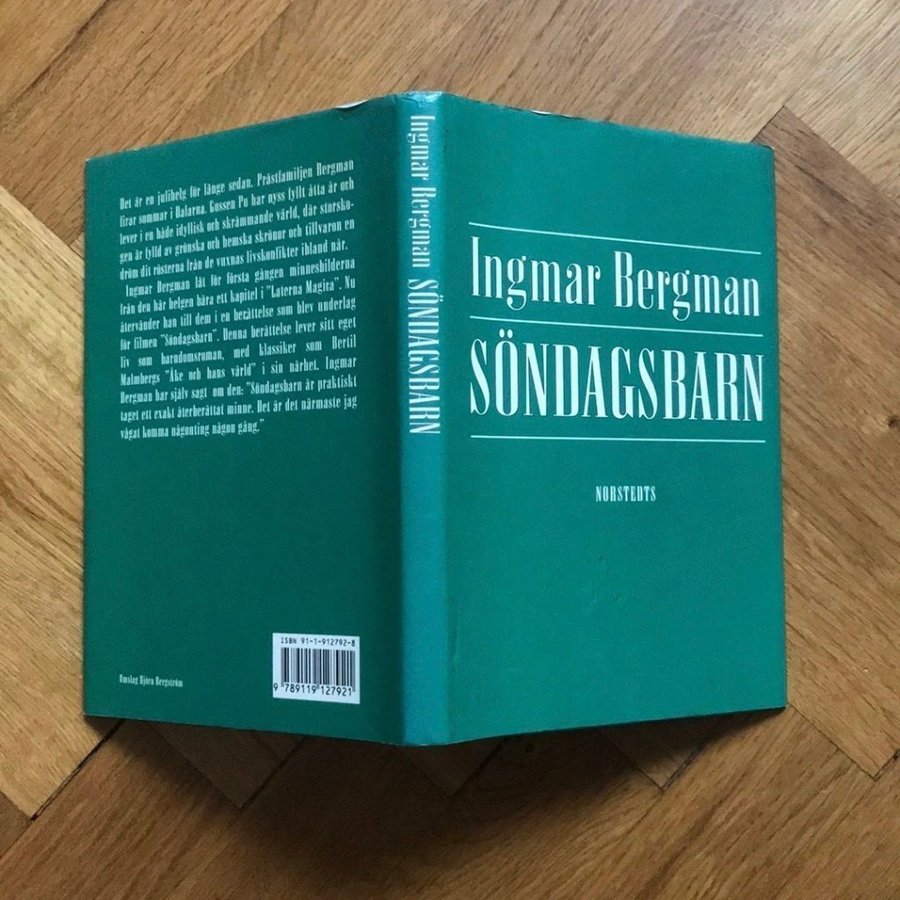 Det är en julihelg för länge sedan. Prästfamiljen Bergman
firar sommar i Dalarna. Gossen Pu har nyss fyllt åtta år och
lever i en både idyllisk och skrämmande värld, där storsko-
gen är fylld av grönska och hemska skrönor och tillvaron en
dröm dit rösterna från de vuxnas livskonflikter ibland når.
Ingmar Bergman lät för första gången minnesbilderna
från den här helgen bära ett kapitel i "Laterna Magica". Nu
återvänder han till dem i en berättelse som blev underlag
för filmen "Söndagsbarn". Denna berättelse lever sitt eget
liv som barndomsroman, med klassiker som Bertil
Malmbergs "Åke och hans värld" i sin närhet. Ingmar
Bergman har själv sagt om den: "Söndagsbarn är praktiskt
taget ett exakt återberättat minne. Det är det närmaste jag
vågat komma någonting någon gång."
Omslag Björn Bergström
ISBN 91-1-912792-8
9 789119 127921
Ingmar Bergman SÖNDAGSBARN
Ingmar Bergman
SÖNDAGSBARN
NORSTEDTS